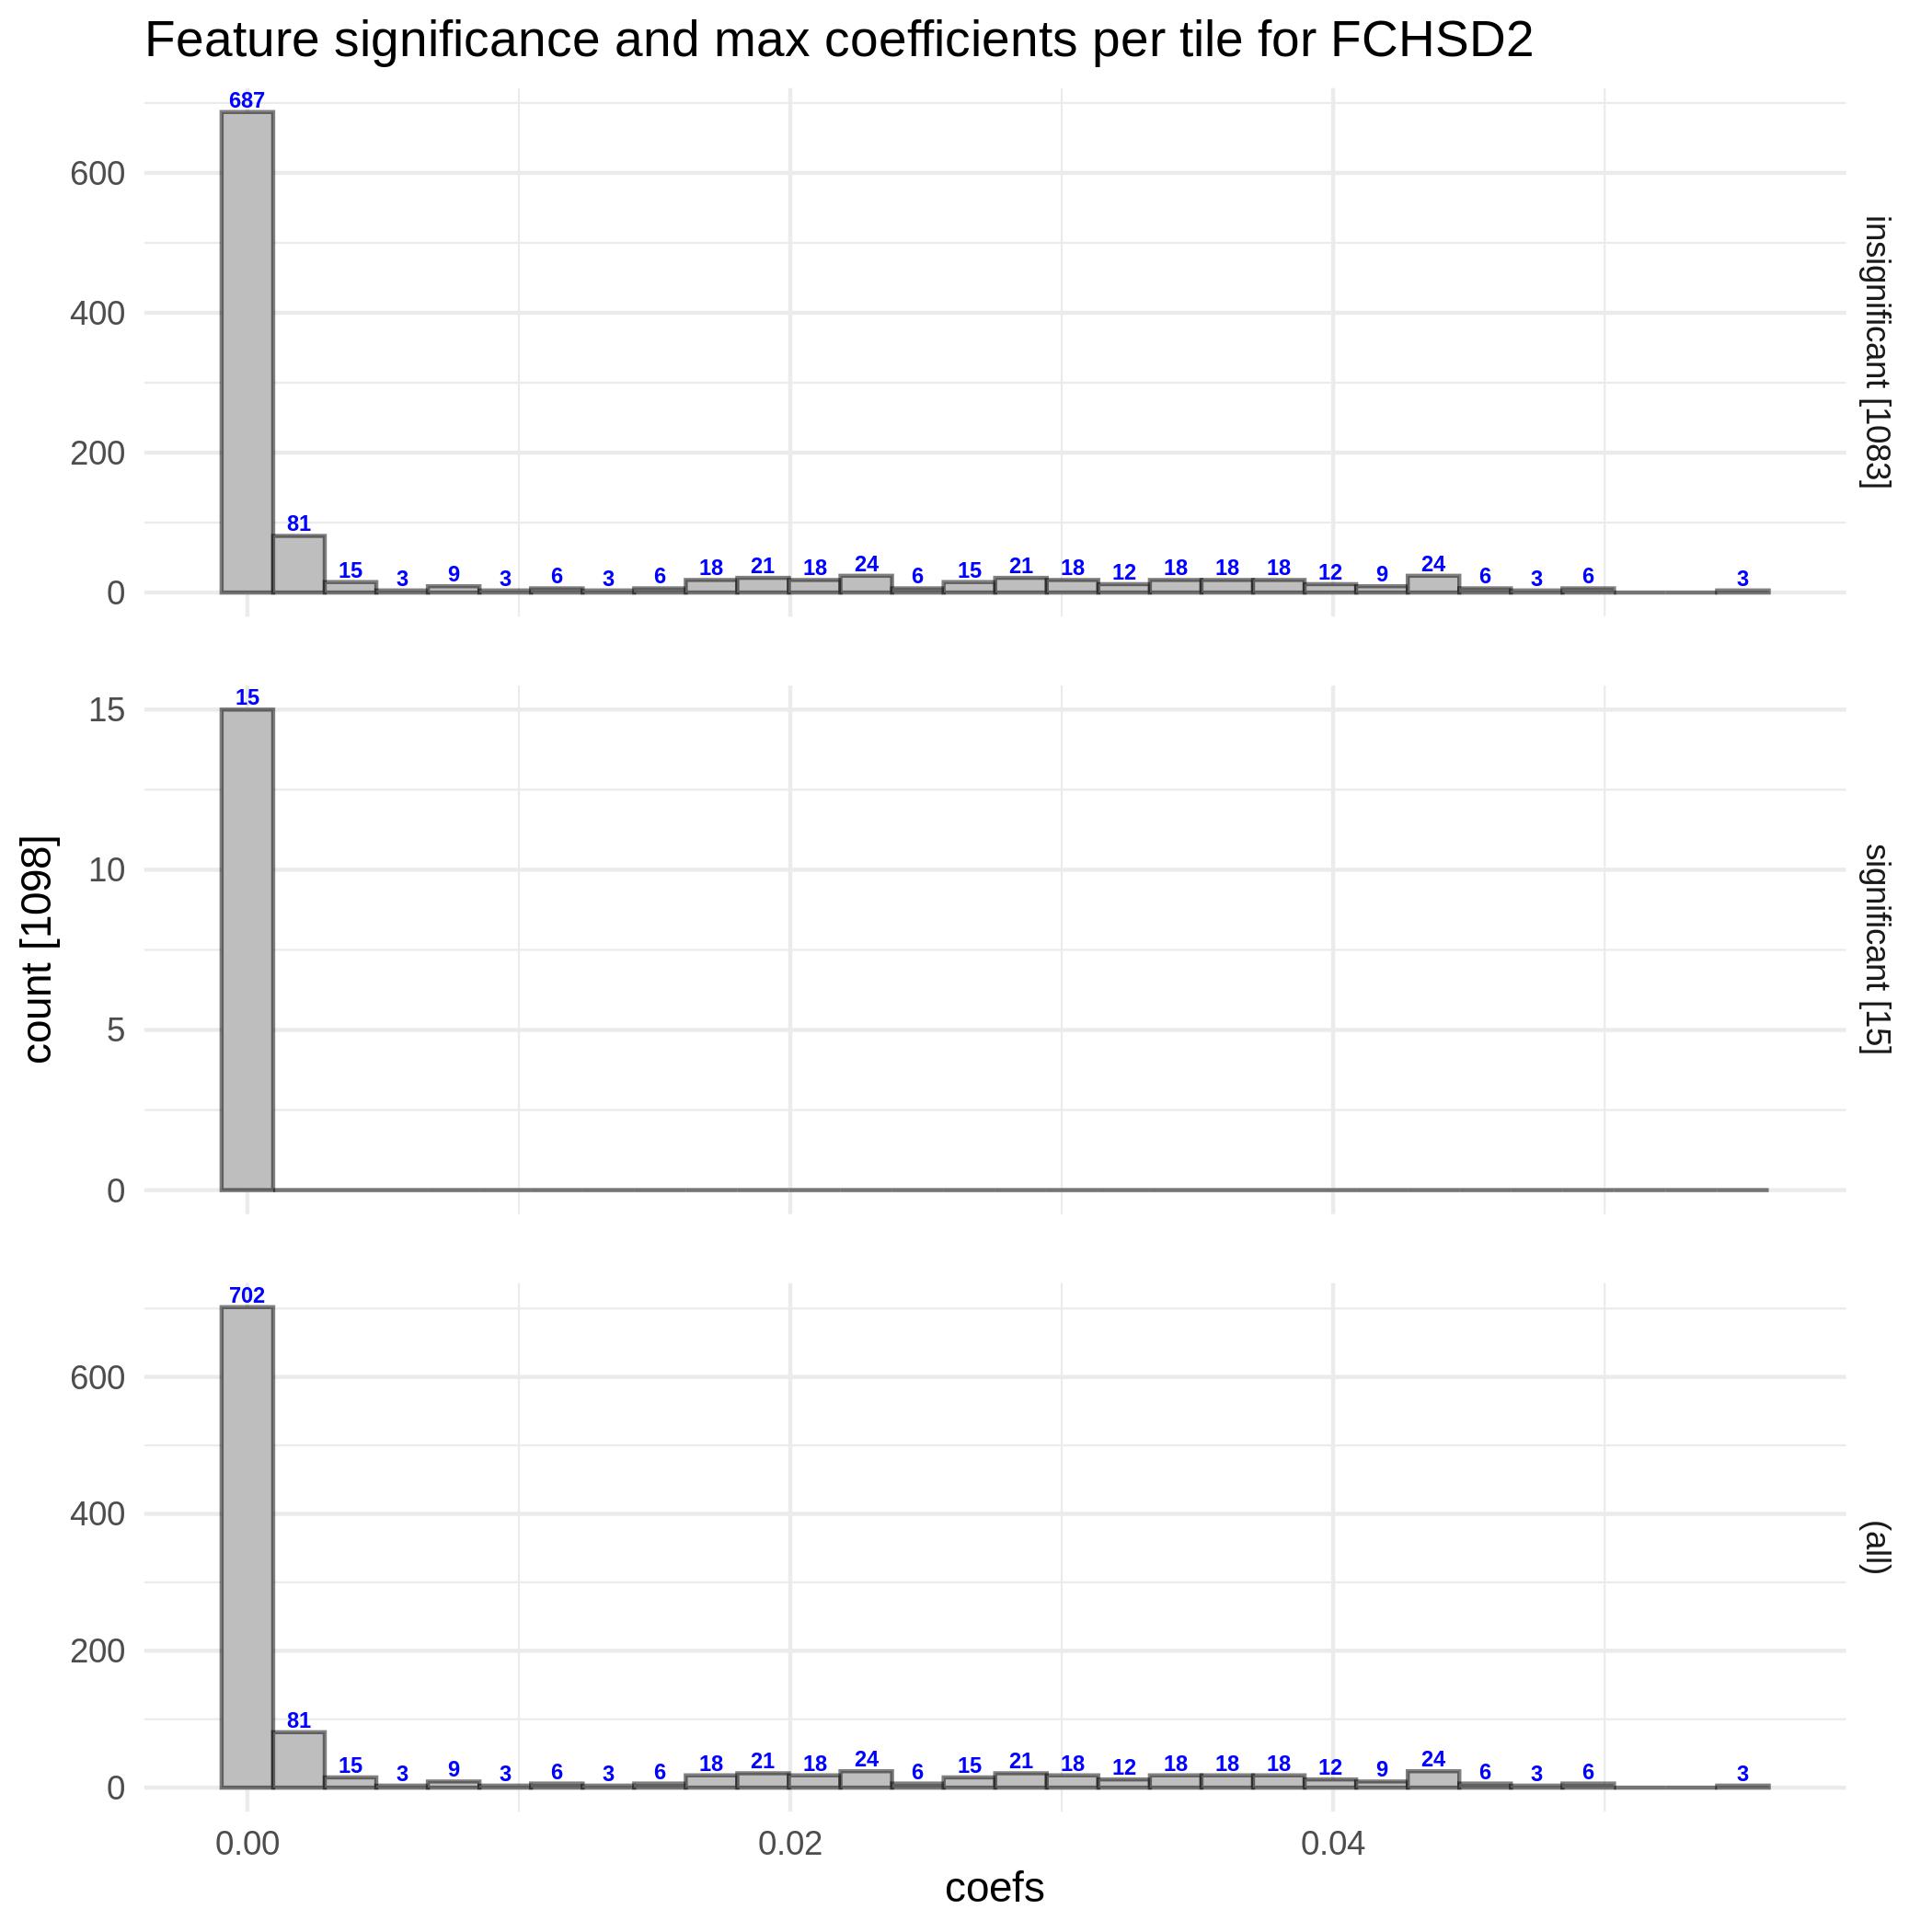 Feature significance and max coefficients per tile for FCHSD2
687
600
400
200
0
81
15 3 9 3 6 3 6 18 21 18 24 6 15 21 18 12 18 18 18 12 9 24 6 3 6 3
insignificant [1083]
15
15
10
5
0
significant [15]
count [1098]
702
600
400
200
0
81
15 3 9 3 6 3 6 18 21 18 24 6 15 21 18 12 18 18 18 12 9 24 6 3 6 3
(all)
0.00 0.02 0.04
coefs